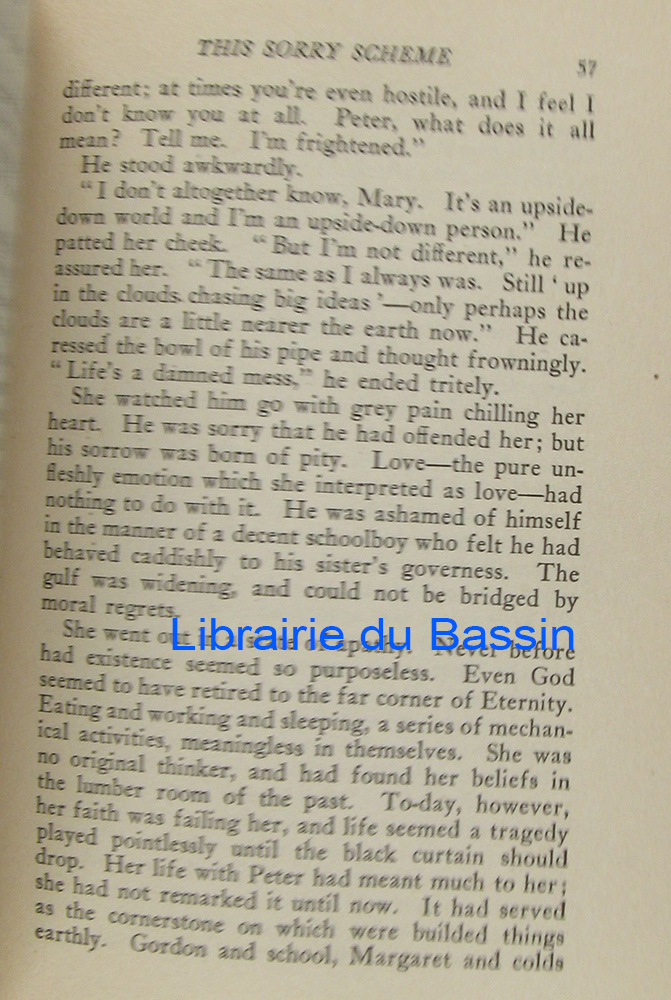 THIS SORRY SCHEME 57
different; at times you're even hostile, and I feel I
don't know you at all. Peter, what does it all
mean? Tell me. I'm frightened."
He stood awkwardly.
"I don't altogether know, Mary. It's an upside-
down world and I'm an upside-down person." He
patted her cheek. "But I'm not different," he re-
assured her. "The same as I always was. Still 'up
in the clouds, chasing big ideas'—only perhaps the
clouds are a little nearer the earth now." He ca-
ressed the bowl of his pipe and thought frowningly.
"Life's a damned mess," he ended tritely.
She watched him go with grey pain chilling her
heart. He was sorry that he had offended her; but
his sorrow was born of pity. Love—the pure un-
fleshly emotion which she interpreted as love—had
nothing to do with it. He was ashamed of himself
in the manner of a decent schoolboy who felt he had
behaved caddishly to his sister's governess. The
gulf was widening, and could not be bridged by
moral regrets.
Librairie du Bassin
She went out in a state of apathy. Never before
had existence seemed so purposeless. Even God
seemed to have retired to the far corner of Eternity.
Eating and working and sleeping, a series of mechan-
ical activities, meaningless in themselves. She was
no original thinker, and had found her beliefs in
the lumber room of the past. To-day, however,
her faith was failing her, and life seemed a tragedy
played pointlessly until the black curtain should
drop. Her life with Peter had meant much to her;
she had not remarked it until now. It had served
as the cornerstone on which were builded things
earthly. Gordon and school, Margaret and colds